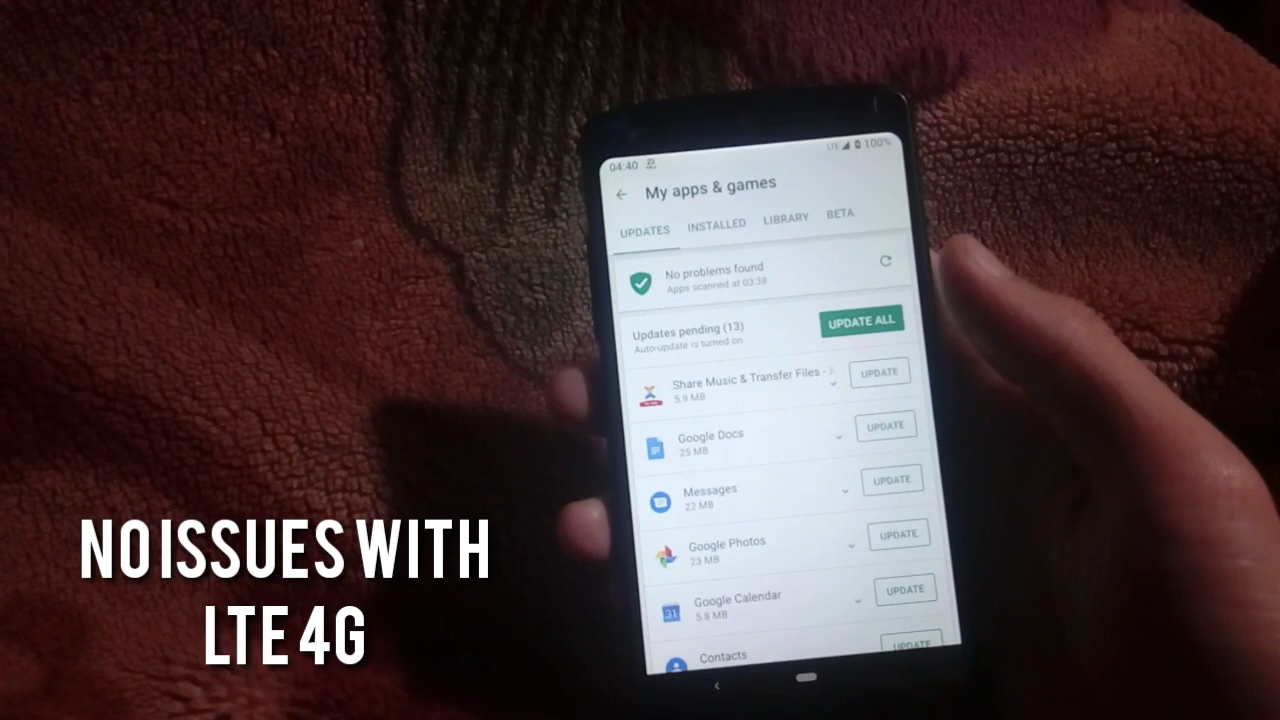 04:40
LTE 100%
My apps & games
UPDATES INSTALLED LIBRARY BETA
No problems found
Apps scanned at 03:38
Updates pending (13)
Auto-update is turned on
UPDATE ALL
Share Music & Transfer Files -
5.9 MB
UPDATE
Google Docs
25 MB
UPDATE
Messages
22 MB
UPDATE
Google Photos
23 MB
UPDATE
31
Google Calendar
5.8 MB
UPDATE
Contacts
UPDATE
NO ISSUES WITH
LTE 4G